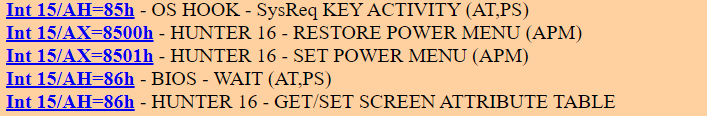 Int 15/AH=85h - OS HOOK - SysReq KEY ACTIVITY (AT,PS)
Int 15/AX=8500h - HUNTER 16 - RESTORE POWER MENU (APM)
Int 15/AX=8501h - HUNTER 16 - SET POWER MENU (APM)
Int 15/AH=86h - BIOS - WAIT (AT,PS)
Int 15/AH=86h - HUNTER 16 - GET/SET SCREEN ATTRIBUTE TABLE